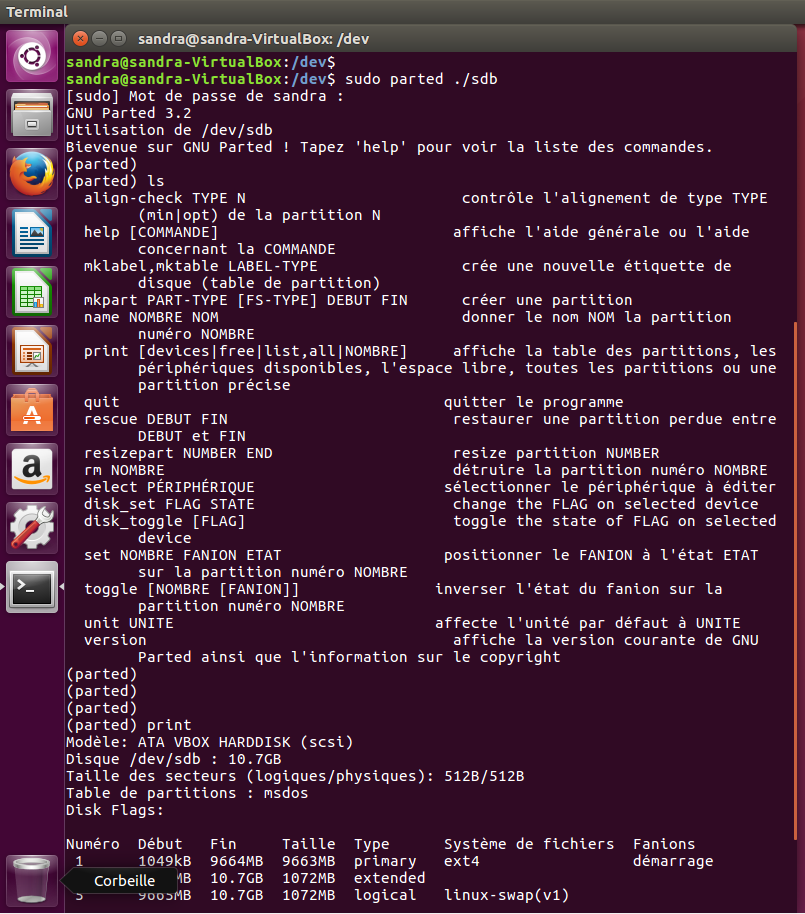 Terminal
sandra@sandra-VirtualBox: /dev
sandra@sandra-VirtualBox:/dev$
sandra@sandra-VirtualBox:/dev$ sudo parted ./sdb
[sudo] Mot de passe de sandra :
GNU Parted 3.2
Utilisation de /dev/sdb
Bievenue sur GNU Parted ! Tapez 'help' pour voir la liste des commandes.
(parted)
(parted) ls
align-check TYPE N contrôle l'alignement de type TYPE
(min|opt) de la partition N
help [COMMANDE] affiche l'aide générale ou l'aide
concernant la COMMANDE
mklabel,mktable LABEL-TYPE crée une nouvelle étiquette de
disque (table de partition)
mkpart PART-TYPE [FS-TYPE] DEBUT FIN créer une partition
name NOMBRE NOM donner le nom NOM la partition
numéro NOMBRE
print [devices|free|list,all|NOMBRE] affiche la table des partitions, les
périphériques disponibles, l'espace libre, toutes les partitions ou une
partition précise
quit quitter le programme
rescue DEBUT FIN restaurer une partition perdue entre
DEBUT et FIN
resizepart NUMBER END resize partition NUMBER
rm NOMBRE détruire la partition numéro NOMBRE
select PÉRIPHÉRIQUE sélectionner le périphérique à éditer
disk_set FLAG STATE change the FLAG on selected device
disk_toggle [FLAG] toggle the state of FLAG on selected
device
set NOMBRE FANION ETAT positionner le FANION à l'état ETAT
sur la partition numéro NOMBRE
toggle [NOMBRE [FANION]] inverser l'état du fanion sur la
partition numéro NOMBRE
unit UNITE affecte l'unité par défaut à UNITE
version affiche la version courante de GNU
Parted ainsi que l'information sur le copyright
(parted)
(parted)
(parted)
(parted) print
Modèle: ATA VBOX HARDDISK (scsi)
Disque /dev/sdb : 10.7GB
Taille des secteurs (logiques/physiques): 512B/512B
Table de partitions : msdos
Disk Flags:
Numéro Début Fin Taille Type Système de fichiers Fanions
1 1049kB 9664MB 9663MB primary ext4 démarrage
10.7GB 1072MB extended
5 9665MB 10.7GB 1072MB logical linux-swap(v1)
Corbeille